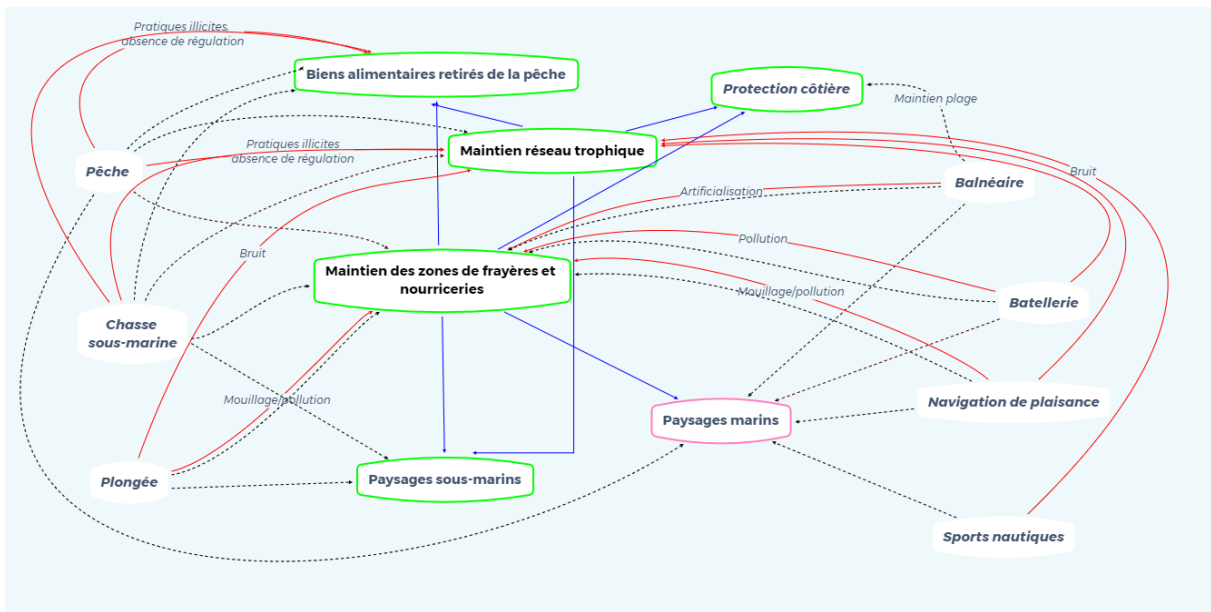 Pratiques illicites,
absence de régulation
Biens alimentaires retirés de la pêche
Protection côtière
Maintien plage
Pratiques illicites
absence de régulation
Maintien réseau trophique
Pêche
Bruit
Balnéaire
Artificialisation
Bruit
Pollution
Maintien des zones de frayères et
nourriceries
Mouillage/pollution
Batellerie
Chasse
sous-marine
Mouillage/pollution
Navigation de plaisance
Paysages marins
Plongée
Paysages sous-marins
Sports nautiques